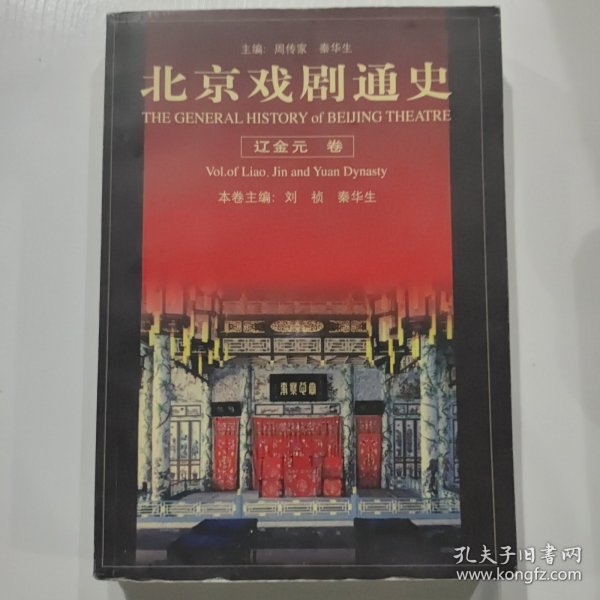 主编：周传家 秦华生
北京戏剧通史
THE GENERAL HISTORY of BEIJING THEATRE
辽金元 卷
Vol.of Liao. Jin and Yuan Dynasty
本卷主编：刘 祯 秦华生
孔夫子旧书网
www.kongfz.com